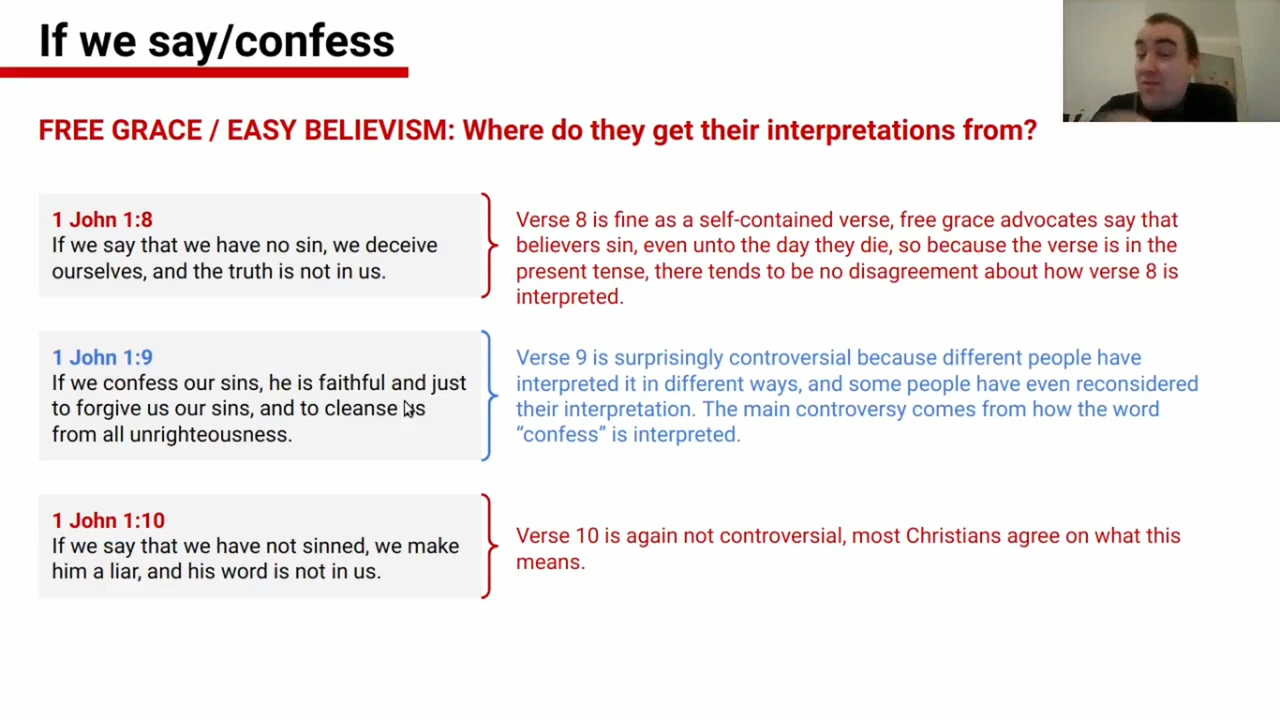 If we say/confess
FREE GRACE / EASY BELIEVISM: Where do they get their interpretations from?
1 John 1:8
If we say that we have no sin, we deceive
ourselves, and the truth is not in us.
Verse 8 is fine as a self-contained verse, free grace advocates say that
believers sin, even unto the day they die, so because the verse is in the
present tense, there tends to be no disagreement about how verse 8 is
interpreted.
1 John 1:9
If we confess our sins, he is faithful and just
to forgive us our sins, and to cleanse us
from all unrighteousness.
Verse 9 is surprisingly controversial because different people have
interpreted it in different ways, and some people have even reconsidered
their interpretation. The main controversy comes from how the word
“confess” is interpreted.
1 John 1:10
If we say that we have not sinned, we make
him a liar, and his word is not in us.
Verse 10 is again not controversial, most Christians agree on what this
means.